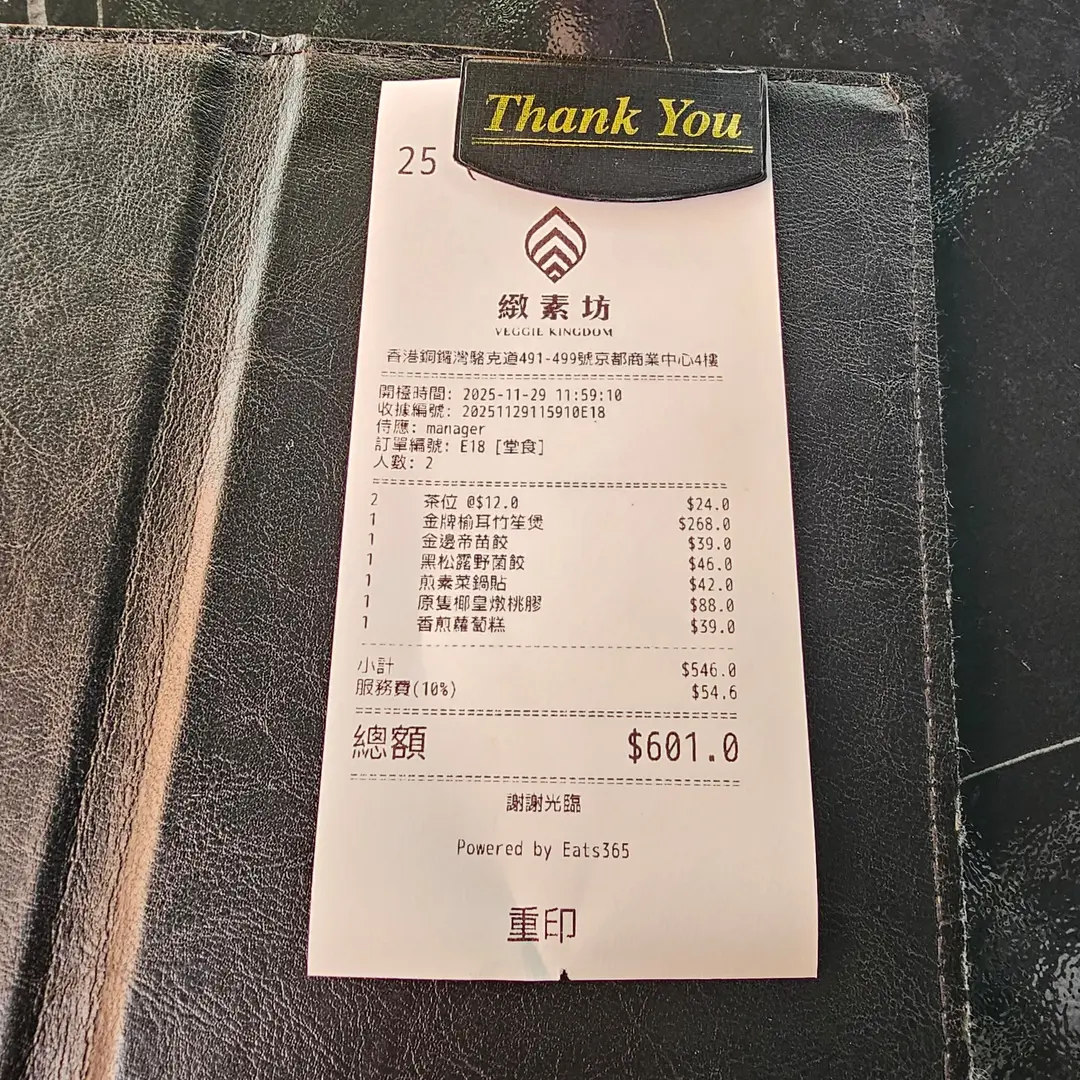 Thank You
25
緻素坊
VEGGIE KINGDOM
香港銅鑼灣駱克道491-499號京都商業中心4樓
開檯時間: 2025-11-29 11:59:10
收據編號: 20251129115910E18
侍應: manager
訂單編號: E18 [堂食]
人數: 2
2 茶位 @$12.0 $24.0
1 金牌榆耳竹笙煲 $268.0
1 金邊帝苗餃 $39.0
1 黑松露野菌餃 $46.0
1 煎素菜鍋貼 $42.0
1 原隻椰皇燉桃膠 $88.0
1 香煎蘿蔔糕 $39.0
小計 $546.0
服務費(10%) $54.6
總額 $601.0
謝謝光臨
Powered by Eats365
重印